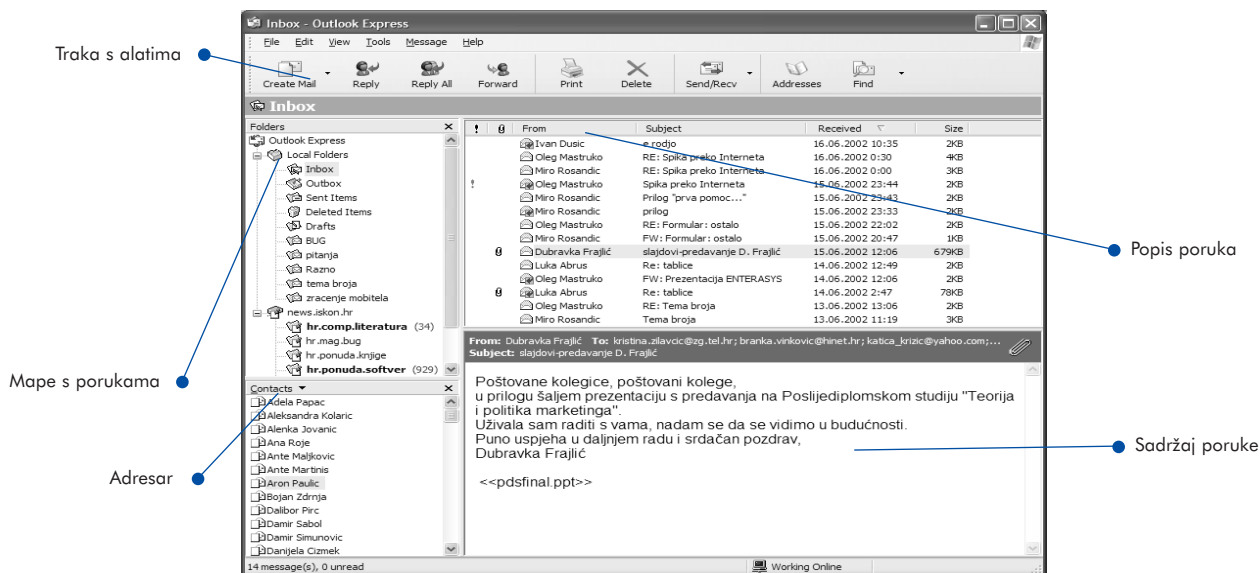 Inbox - Outlook Express
File Edit View Tools Message Help
Create Mail Reply Reply All Forward Print Delete Send/Recv Addresses Find
Inbox
Traka s alatima
Mape s porukama
Adresar
Popis poruka
Sadržaj poruke
Folders
Outlook Express
Local Folders
Inbox
Outbox
Sent Items
Deleted Items
Drafts
BUG
pitanja
Razno
tema broja
zracenje mobitela
news.iskon.hr
hr.comp.literatura (34)
hr.mag.bug
hr.ponuda.knjige
hr.ponuda.softver (929)
Contacts
Adela Papac
Aleksandra Kolaric
Alenka Jovanic
Ana Roje
Ante Maljkovic
Ante Martinis
Aron Paulic
Bojan Zdrnja
Dalibor Pirc
Damir Sabol
Damir Simunovic
Danijela Cizmek
! From Subject Received Size
Ivan Dusic e rodjo 16.06.2002 10:35 2KB
Oleg Mastruko RE: Spika preko Interneta 16.06.2002 0:30 4KB
Miro Rosandic RE: Spika preko Interneta 16.06.2002 0:00 3KB
! Oleg Mastruko Spika preko Interneta 15.06.2002 23:44 2KB
Miro Rosandic Prilog "prva pomoc..." 15.06.2002 23:43 2KB
Miro Rosandic prilog 15.06.2002 23:33 2KB
Oleg Mastruko RE: Formular: ostalo 15.06.2002 22:02 2KB
Miro Rosandic FW: Formular: ostalo 15.06.2002 20:47 1KB
Dubravka Frajlić slajdovi-predavanje D. Frajlić 15.06.2002 12:06 679KB
Luka Abrus Re: tablice 14.06.2002 12:49 2KB
Oleg Mastruko FW: Prezentacija ENTERASYS 14.06.2002 12:06 2KB
Luka Abrus Re: tablice 14.06.2002 2:47 78KB
Oleg Mastruko RE: Tema broja 13.06.2002 13:06 2KB
Miro Rosandic Tema broja 13.06.2002 11:19 3KB
From: Dubravka Frajlić To: kristina.zilavcic@zg.tel.hr; branka.vinkovic@hinet.hr; katica_krizic@yahoo.com;...
Subject: slajdovi-predavanje D. Frajlić
Poštovane kolegice, poštovani kolege,
u prilogu šaljem prezentaciju s predavanja na Poslijediplomskom studiju "Teorija
i politika marketinga".
Uživala sam raditi s vama, nadam se da se vidimo u budućnosti.
Puno uspjeha u daljnjem radu i srdačan pozdrav,
Dubravka Frajlić
<<pdsfinal.ppt>>
14 message(s), 0 unread
Working Online